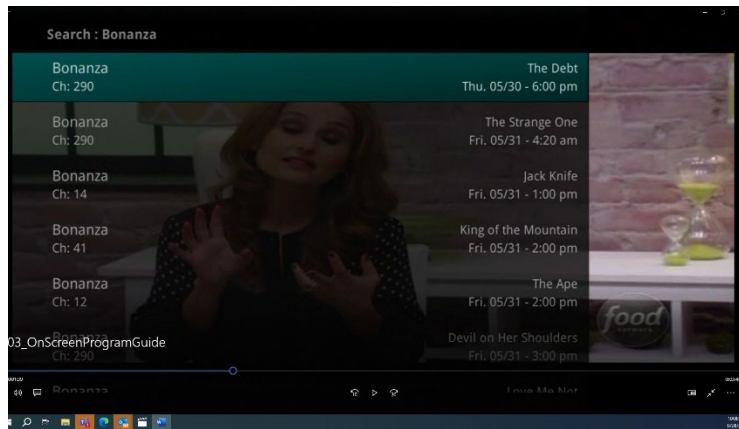 Search : Bonanza
Bonanza
The Debt
Ch: 290
Thu. 05/30 - 6:00 pm
Bonanza
The Strange One
Ch: 290
Fri. 05/31 - 4:20 am
Bonanza
Jack Knife
Ch: 14
Fri. 05/31 - 1:00 pm
Bonanza
King of the Mountain
Ch: 41
Fri. 05/31 - 2:00 pm
Bonanza
The Ape
Ch: 12
Fri. 05/31 - 2:00 pm
food
network
Bonanza
Devil on Her Shoulders
03_OnScreenProgramGuide
Ch: 290
Fri. 05/31 - 3:00 pm
Bonanza
Love Me Not